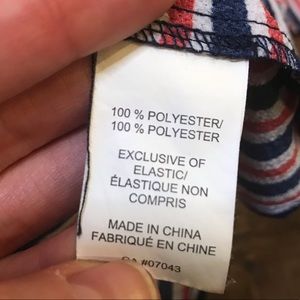 100 % POLYESTER/
100 % POLYESTER
EXCLUSIVE OF
ELASTIC/
ÉLASTIQUE NON
COMPRIS
MADE IN CHINA
FABRIQUÉ EN CHINE
CA #07043